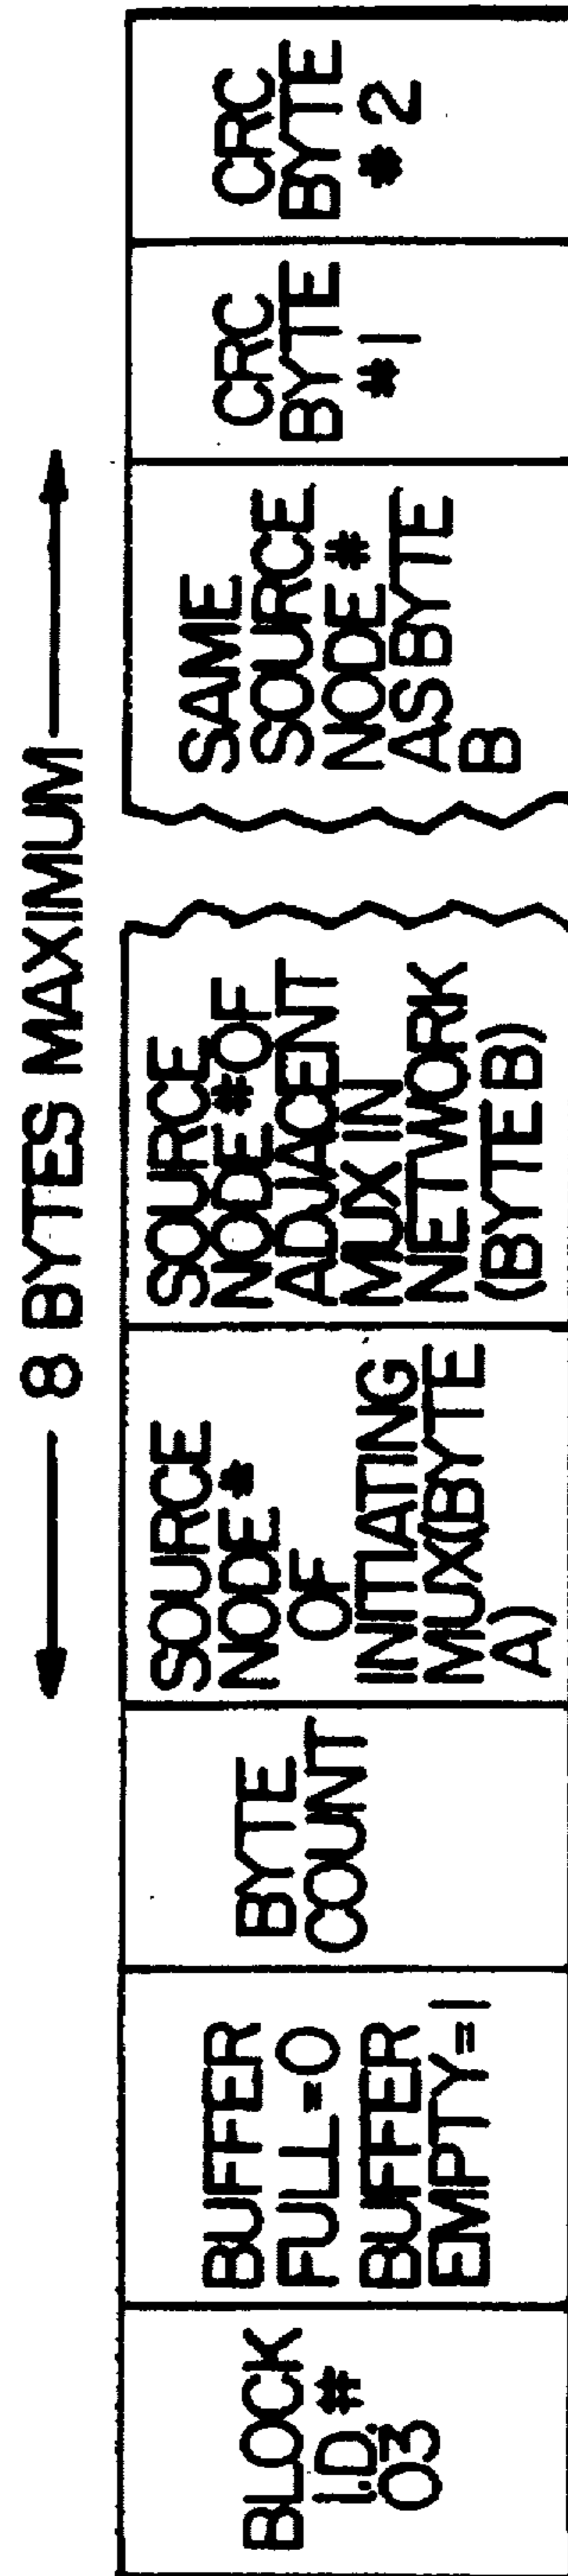 8 BYTES MAXIMUM
BLOCK
I.D. #
03
BUFFER
FULL=0
BUFFER
EMPTY=1
BYTE
COUNT
SOURCE
NODE #
OF
INITIATING
MUX(BYTE
A)
SOURCE
NODE # OF
ADJACENT
MUX IN
NETWORK
(BYTE B)
SAME
SOURCE
NODE #
AS BYTE
B
CRC
BYTE
#1
CRC
BYTE
#2